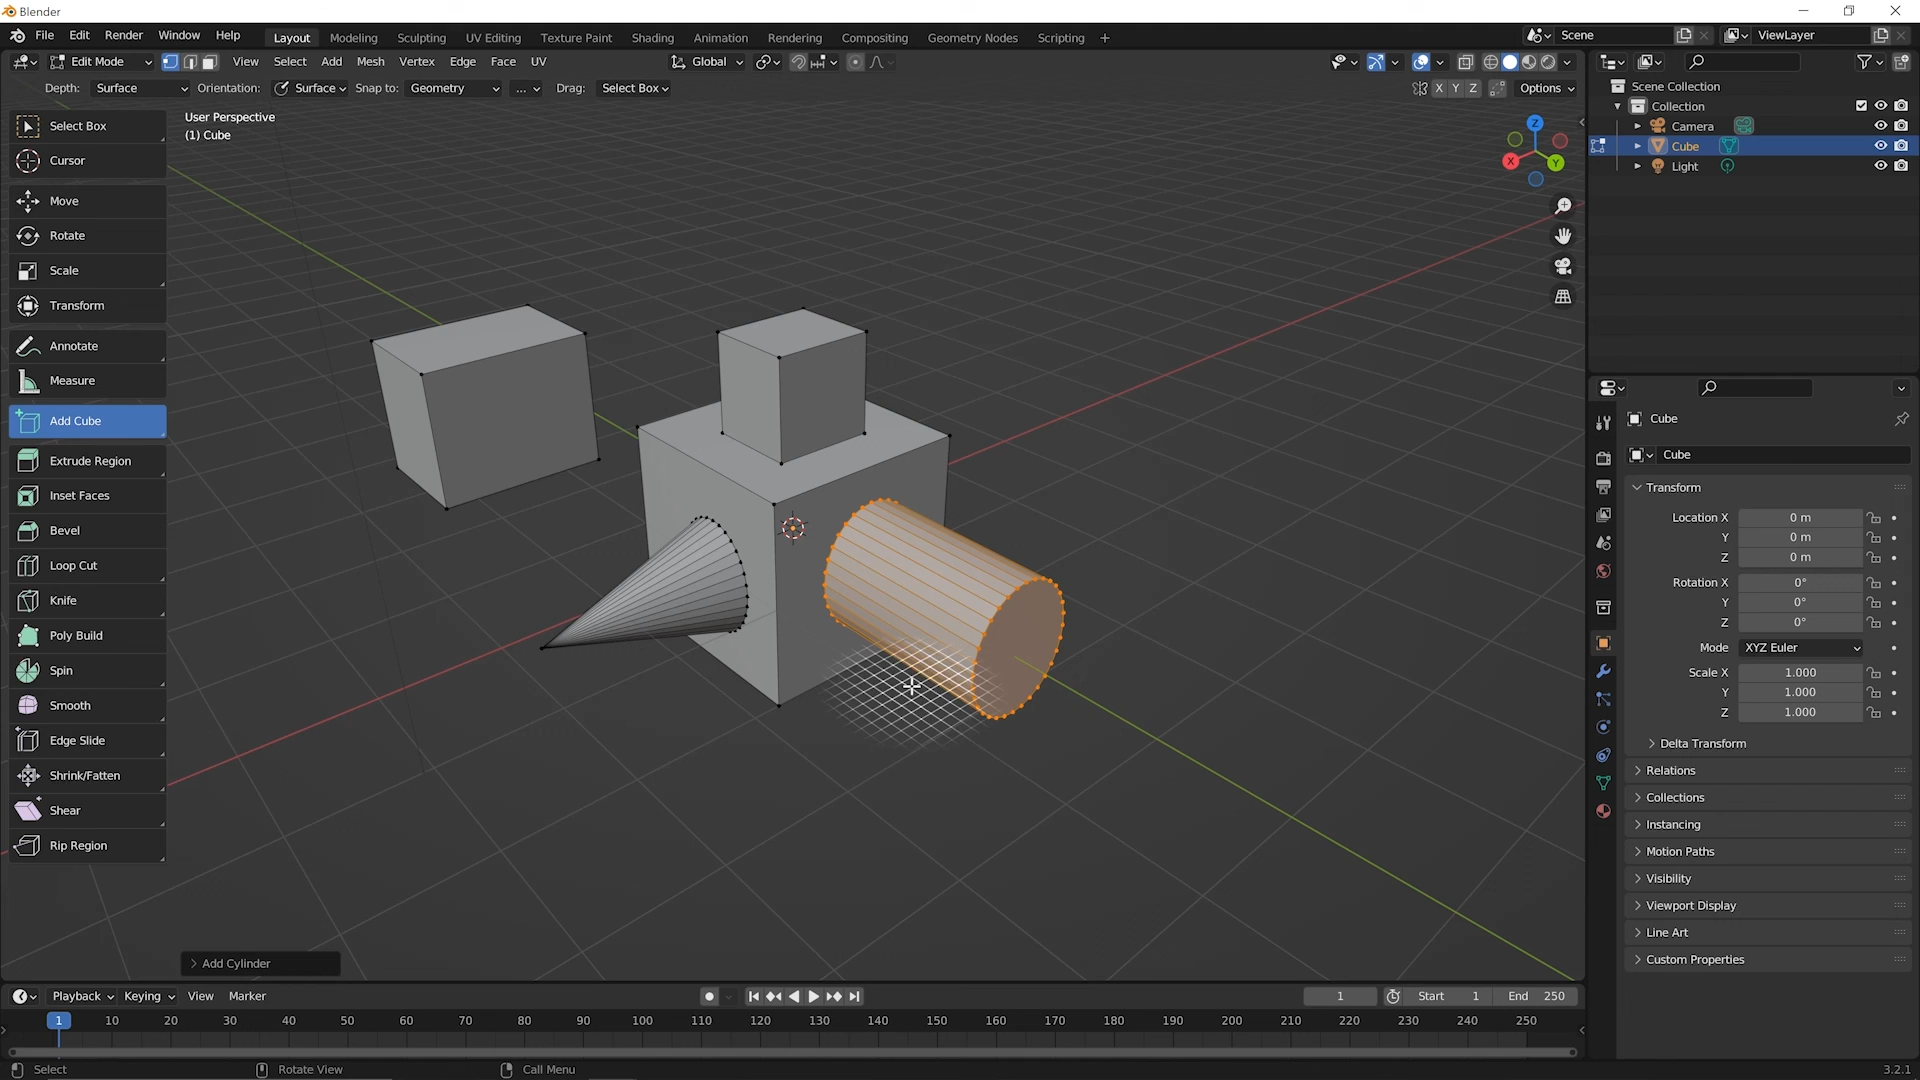 Blender
File Edit Render Window Help Layout Modeling Sculpting UV Editing Texture Paint Shading Animation Rendering Compositing Geometry Nodes Scripting + Scene ViewLayer
Edit Mode View Select Add Mesh Vertex Edge Face UV Global
Depth: Surface Orientation: Surface Snap to: Geometry ... Drag: Select Box X Y Z Options
User Perspective
(1) Cube
Select Box
Cursor
Move
Rotate
Scale
Transform
Annotate
Measure
Add Cube
Extrude Region
Inset Faces
Bevel
Loop Cut
Knife
Poly Build
Spin
Smooth
Edge Slide
Shrink/Fatten
Shear
Rip Region
Z
X
Y
Add Cylinder
Scene Collection
Collection
Camera
Cube
Light
Cube
Cube
Transform
Location X 0 m
Y 0 m
Z 0 m
Rotation X 0°
Y 0°
Z 0°
Mode XYZ Euler
Scale X 1.000
Y 1.000
Z 1.000
Delta Transform
Relations
Collections
Instancing
Motion Paths
Visibility
Viewport Display
Line Art
Custom Properties
Playback Keying View Marker 1 Start 1 End 250
1 10 20 30 40 50 60 70 80 90 100 110 120 130 140 150 160 170 180 190 200 210 220 230 240 250
Select Rotate View Call Menu 3.2.1